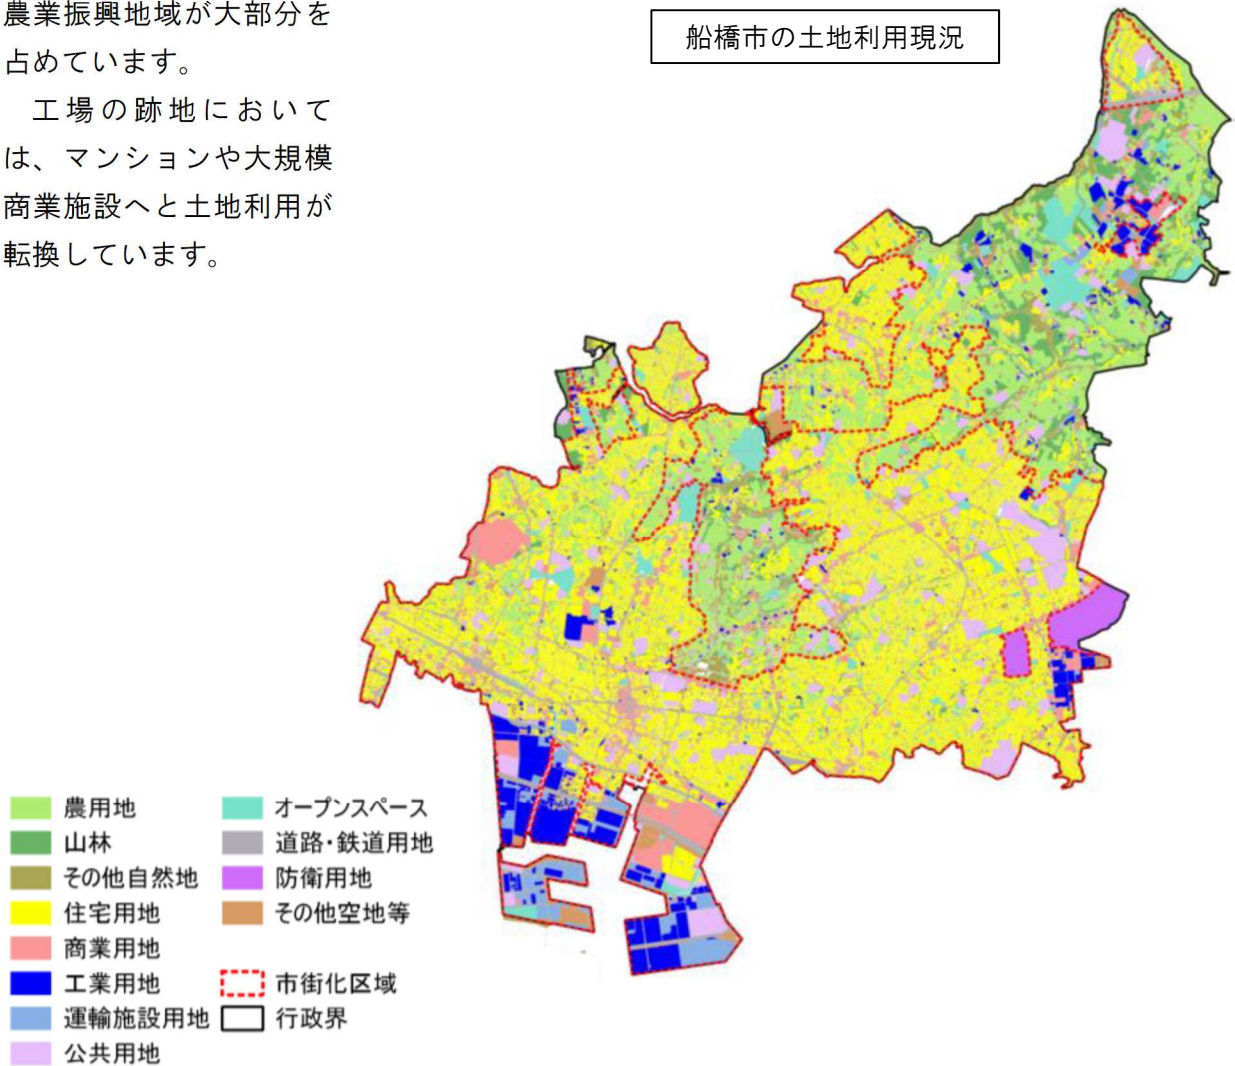 農業振興地域が大部分を
占めています。
工場の跡地において
は、マンションや大規模
商業施設へと土地利用が
転換しています。
船橋市の土地利用現況
農用地
山林
その他自然地
住宅用地
商業用地
工業用地
運輸施設用地
公共用地
オープンスペース
道路・鉄道用地
防衛用地
その他空地等
市街化区域
行政界